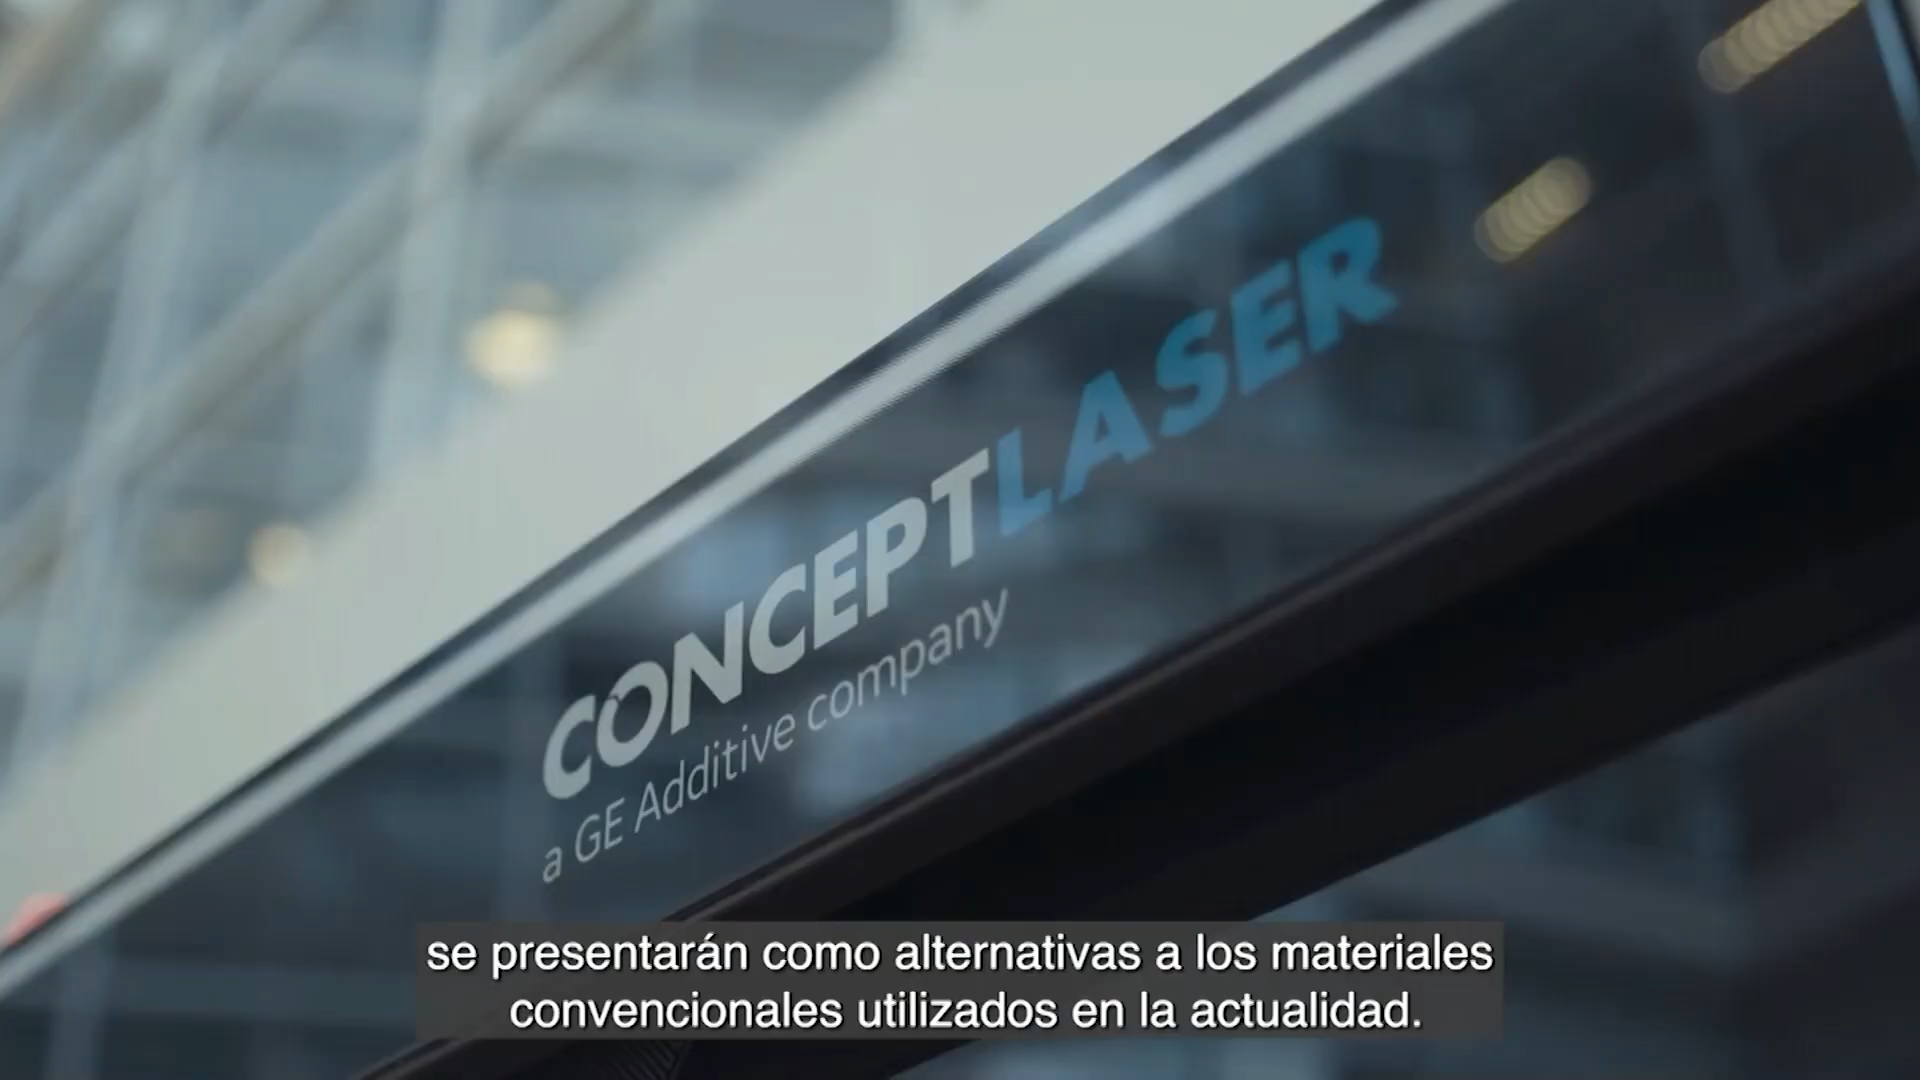 CONCEPTLASER
a GE Additive company
se presentarán como alternativas a los materiales
convencionales utilizados en la actualidad.